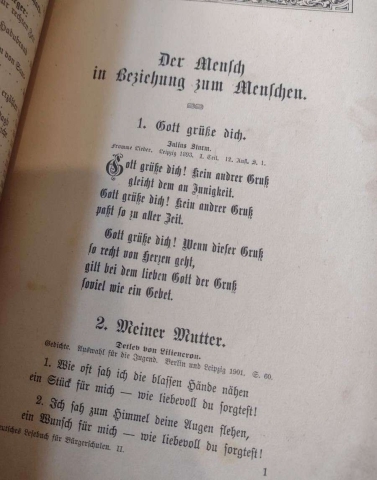 Der Mensch
in Beziehung zum Menschen.
1. Gott grüße dich.
Julius Sturm.
Fromme Lieder. Leipzig 1893. 1. Teil. 12. Aufl. S. 1.
Gott grüße dich! Kein andrer Gruß
gleicht dem an Innigkeit.
Gott grüße dich! Kein andrer Gruß
paßt so zu aller Zeit.
Gott grüße dich! Wenn dieser Gruß
so recht von Herzen geht,
gilt bei dem lieben Gott der Gruß
soviel wie ein Gebet.
2. Meiner Mutter.
Detlev von Liliencron.
Gedichte. Auswahl für die Jugend. Berlin und Leipzig 1901. S. 60.
1. Wie oft sah ich die blassen Hände nähen
ein Stück für mich — wie liebevoll du sorgtest!
2. Ich sah zum Himmel deine Augen flehen,
ein Wunsch für mich — wie liebevoll du sorgtest!
eutsches Lesebuch für Bürgerschulen. II.
1